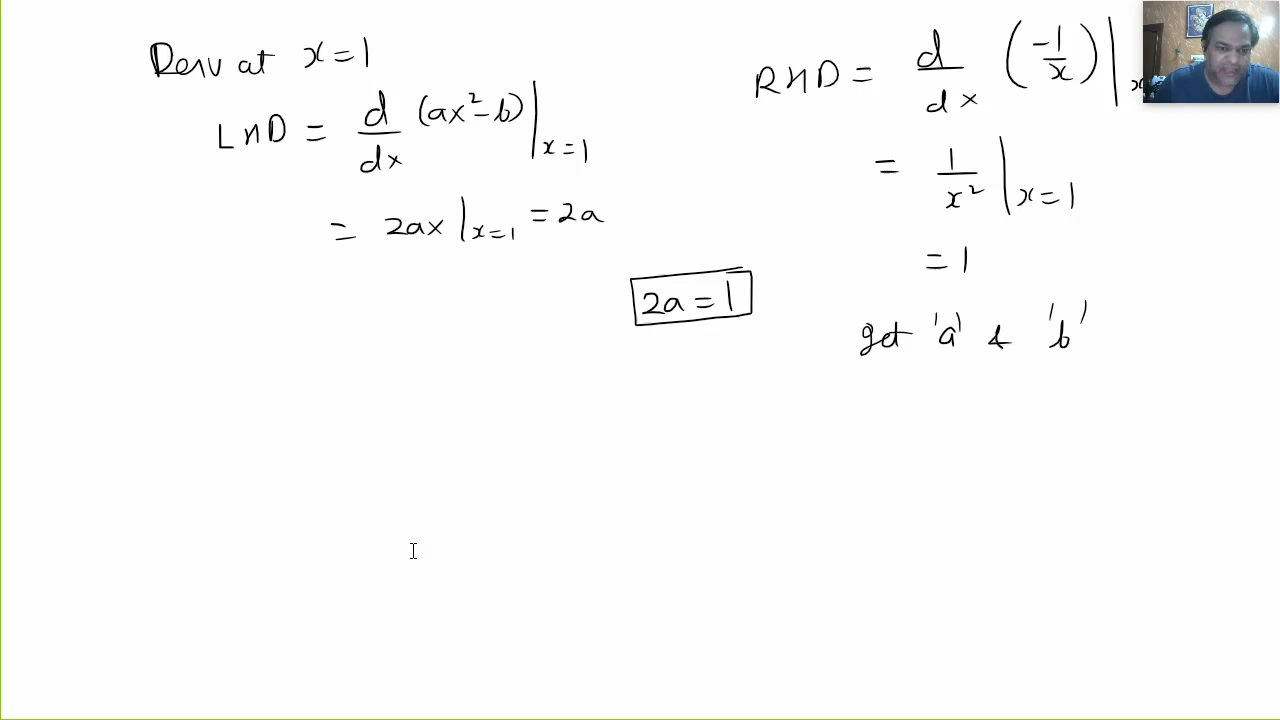 Deriv at x = 1
LHD = d/dx (ax² - b) | x = 1
= 2ax | x=1 = 2a
RHD = d/dx (-1/x) | x
= 1/x² | x = 1
= 1
2a = 1
get 'a' & 'b'